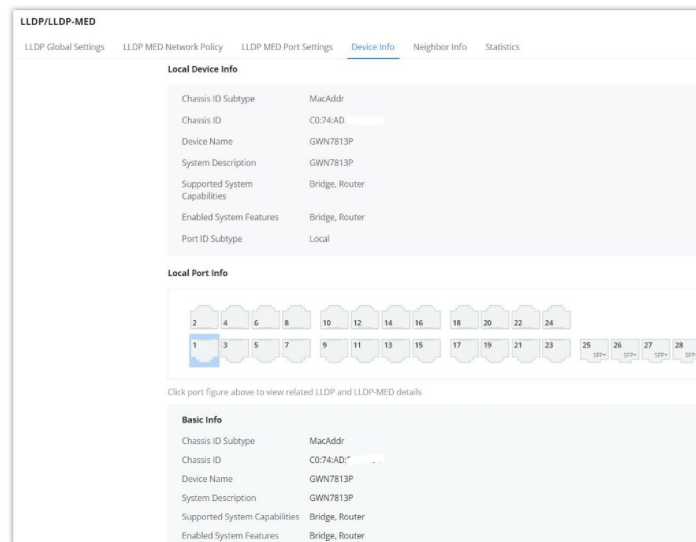 LLDP/LLDP-MED
LLDP Global Settings LLDP MED Network Policy LLDP MED Port Settings Device Info Neighbor Info Statistics
Local Device Info
Chassis ID Subtype MacAddr
Chassis ID C0:74:AD
Device Name GWN7813P
System Description GWN7813P
Supported System Bridge, Router
Capabilities
Enabled System Features Bridge, Router
Port ID Subtype Local
Local Port Info
2 4 6 8 10 12 14 16 18 20 22 24
1 3 5 7 9 11 13 15 17 19 21 23 25 26 27 28
SFP+ SFP+ SFP+ SFP+
Click port figure above to view related LLDP and LLDP-MED details
Basic Info
Chassis ID Subtype MacAddr
Chassis ID C0:74:AD:
Device Name GWN7813P
System Description GWN7813P
Supported System Capabilities Bridge, Router
Enabled System Features Bridge, Router